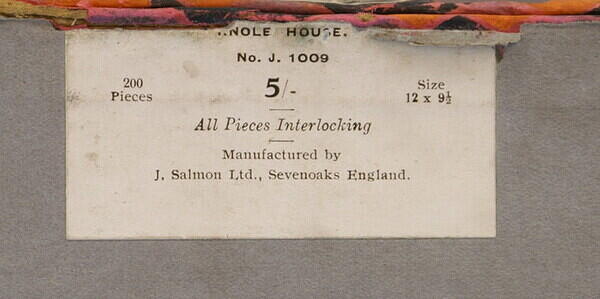 HOUSE.
No. J. 1009
200 Pieces
5/-
Size 12 x 9½
All Pieces Interlocking
Manufactured by
J. Salmon Ltd., Sevenoaks England.